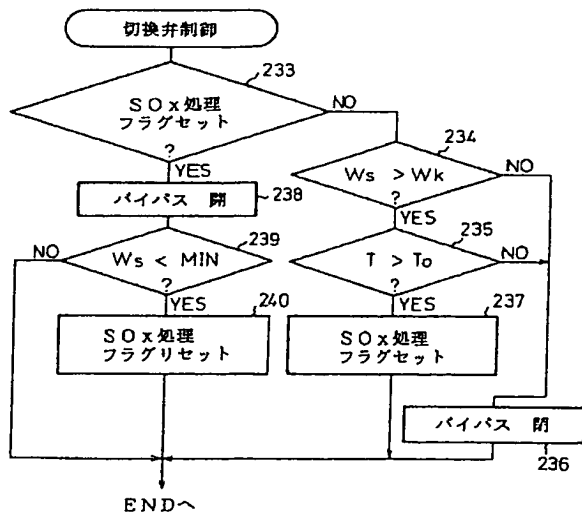 切換弁制御
233
SOx処理
フラグセット
?
NO
YES
234
Ws > Wk
?
NO
YES
バイパス 開
238
239
NO
Ws < MIN
?
YES
235
T > To
?
NO
YES
240
SOx処理
フラグリセット
237
SOx処理
フラグセット
バイパス 閉
236
ENDへ